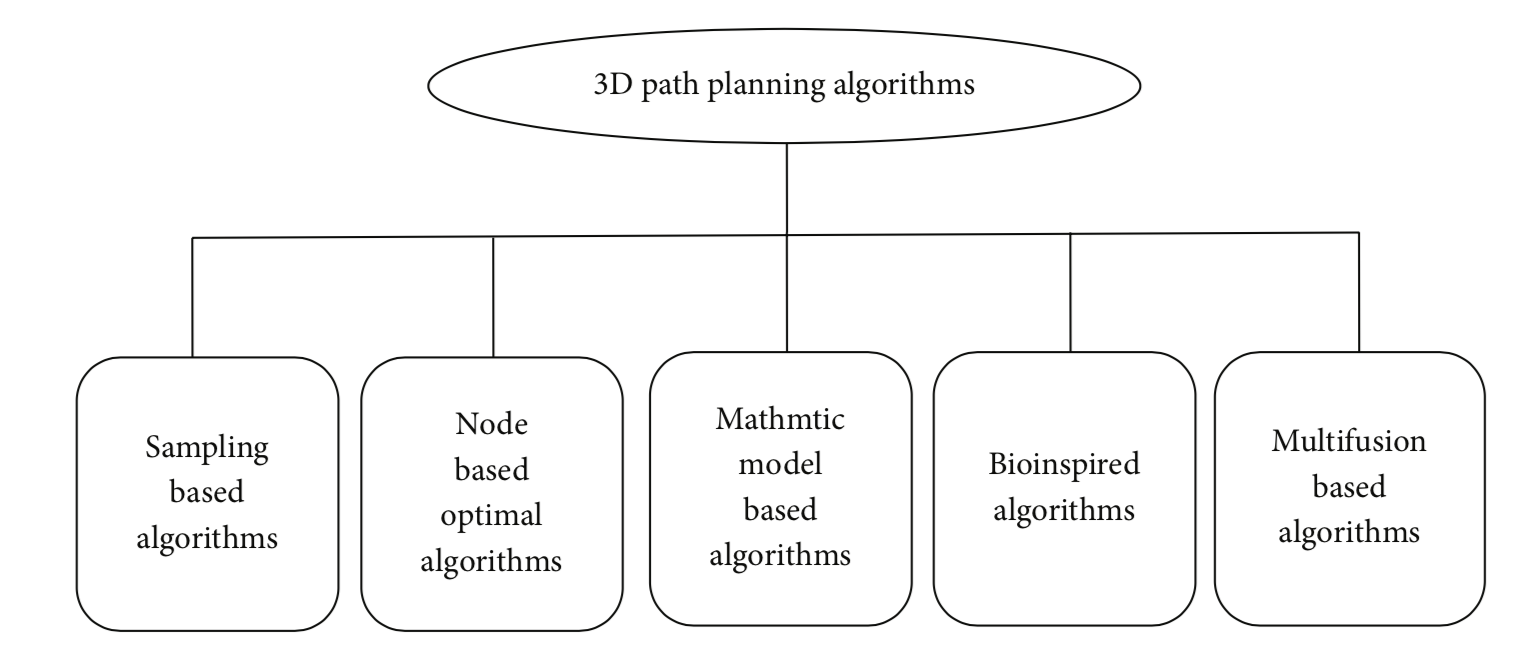 3D path planning algorithms
Sampling
based
algorithms
Node
based
optimal
algorithms
Mathmtic
model
based
algorithms
Bioinspired
algorithms
Multifusion
based
algorithms